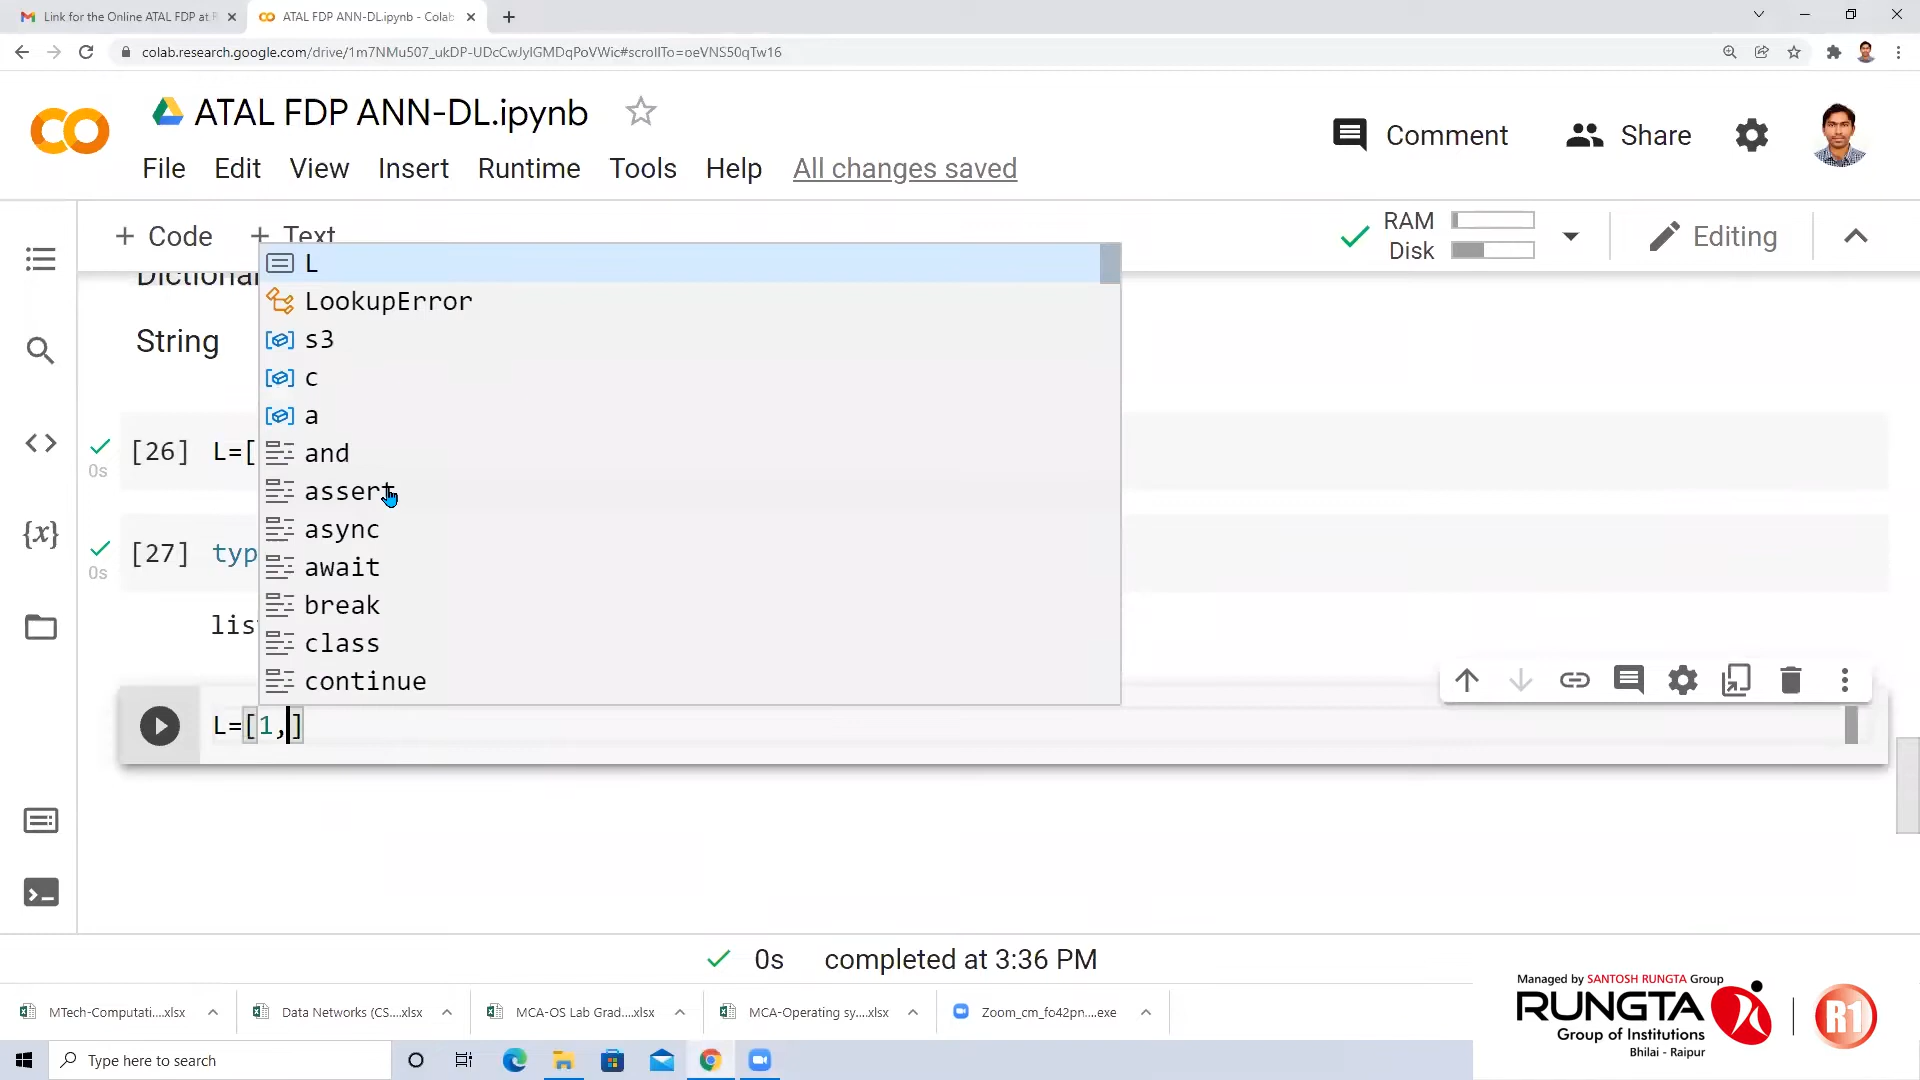 Link for the Online ATAL FDP at R
ATAL FDP ANN-DL.ipynb - Colab
colab.research.google.com/drive/1m7NMu507_ukDP-UDcCwJyIGMDqPoVWic#scrollTo=oeVNS50qTw16
ATAL FDP ANN-DL.ipynb
Comment
Share
File Edit View Insert Runtime Tools Help All changes saved
+ Code + Text
RAM
Disk
Editing
Dictionar
String
L
LookupError
s3
c
a
and
assert
async
await
break
class
continue
[26] L=[
0s
[27] typ
0s
lis
L=[1,]
0s completed at 3:36 PM
MTech-Computati....xlsx
Data Networks (CS....xlsx
MCA-OS Lab Grad....xlsx
MCA-Operating sy....xlsx
Zoom_cm_fo42pn....exe
Type here to search
Managed by SANTOSH RUNGTA Group
RUNGTA
Group of Institutions
Bhilai - Raipur
R1